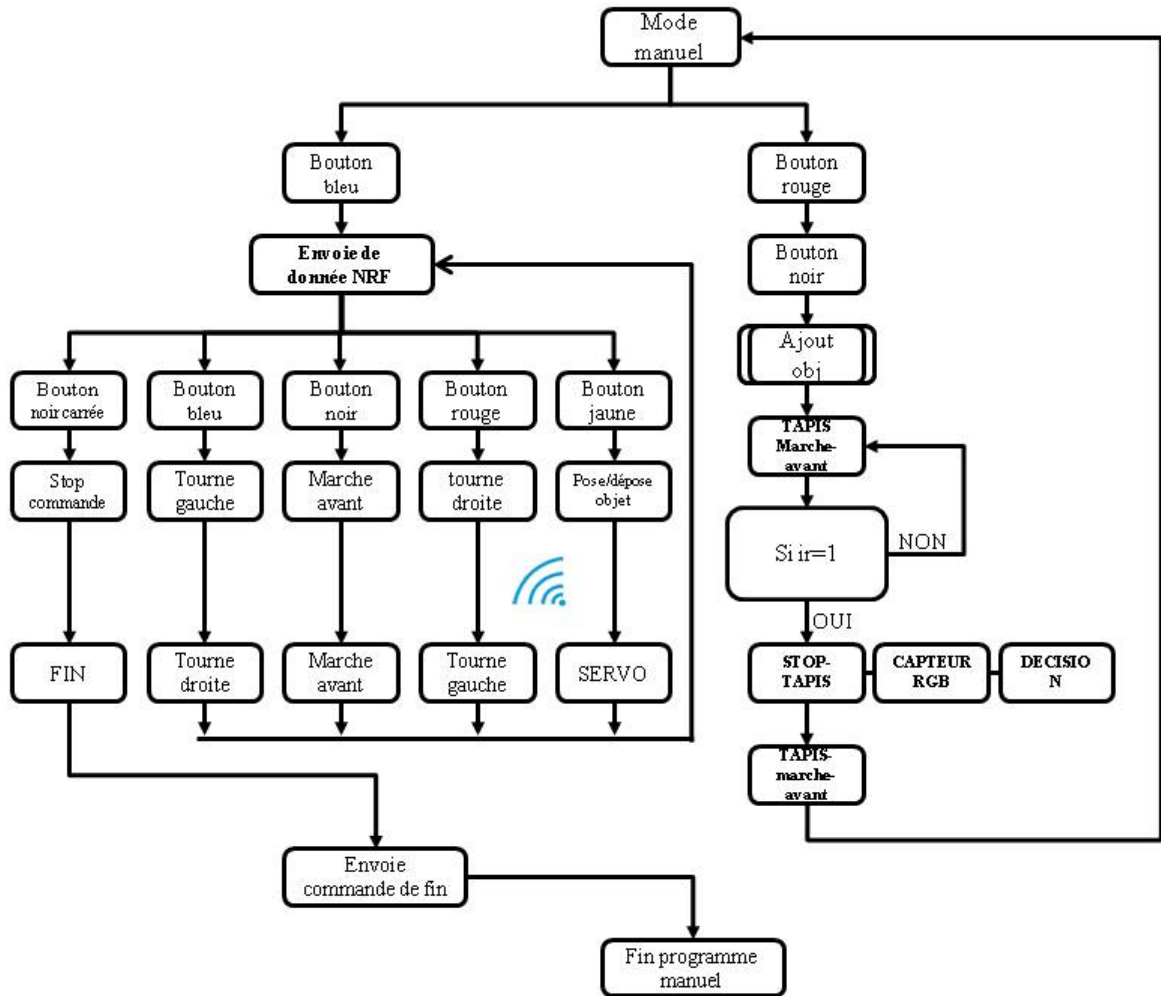 Mode
manuel
Bouton
bleu
Bouton
rouge
Envoie de
donnée NRF
Bouton
noir
Ajout
obj
Bouton
noir carrée
Bouton
bleu
Bouton
noir
Bouton
rouge
Bouton
jaune
TAPIS
Marche-
avant
Stop
commande
Tourne
gauche
Marche
avant
tourne
droite
Pose/dépose
objet
Si ir=1
NON
OUI
FIN
Tourne
droite
Marche
avant
Tourne
gauche
SERVO
STOP-
TAPIS
CAPTEUR
RGB
DECISIO
N
TAPIS-
marche-
avant
Envoie
commande de fin
Fin programme
manuel